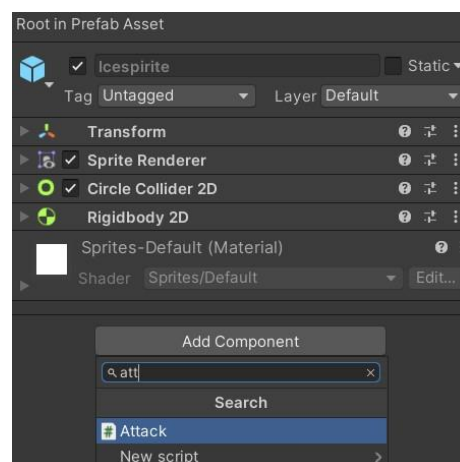 Root in Prefab Asset
Icespirite Static
Tag Untagged Layer Default
Transform
Sprite Renderer
Circle Collider 2D
Rigidbody 2D
Sprites-Default (Material)
Shader Sprites/Default Edit...
Add Component
att
Search
# Attack
New script